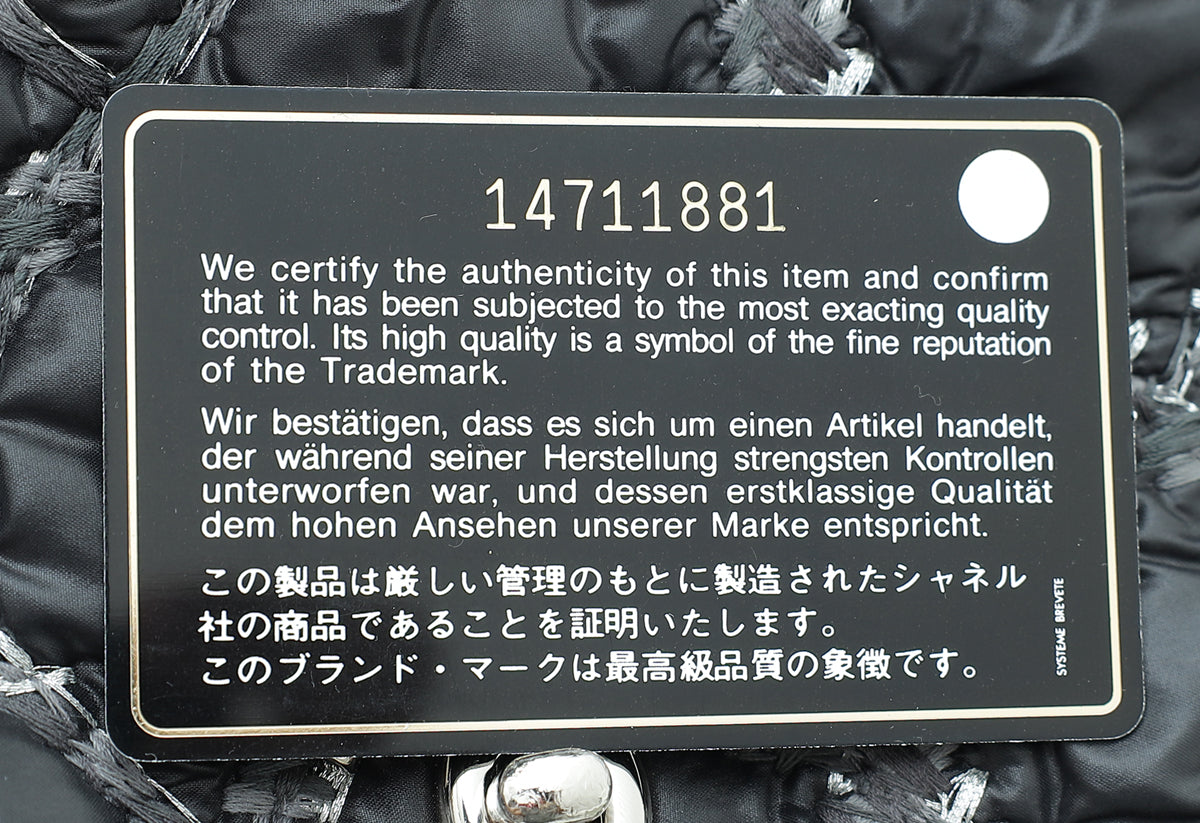 14711881
We certify the authenticity of this item and confirm
that it has been subjected to the most exacting quality
control. Its high quality is a symbol of the fine reputation
of the Trademark.
Wir bestätigen, dass es sich um einen Artikel handelt,
der während seiner Herstellung strengsten Kontrollen
unterworfen war, und dessen erstklassige Qualität
dem hohen Ansehen unserer Marke entspricht.
この製品は厳しい管理のもとに製造されたシャネル
社の商品であることを証明いたします。
このブランド・マークは最高級品質の象徴です。
SYSTEME BREVETE